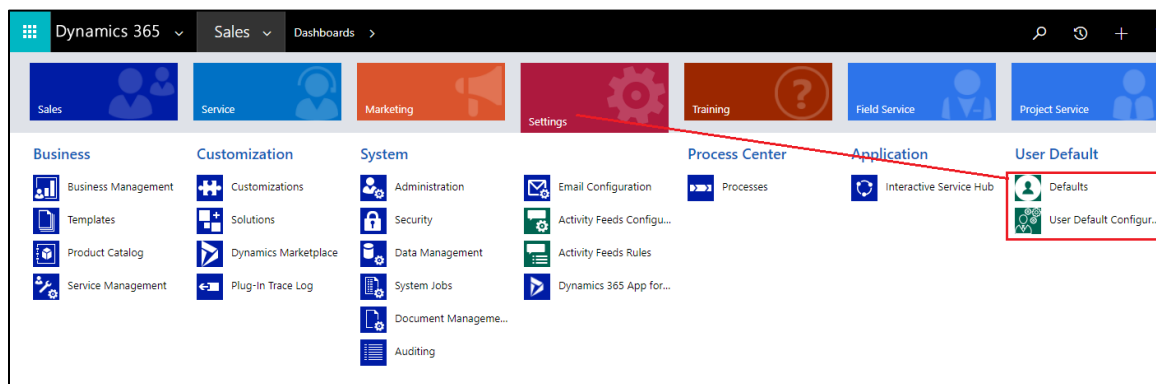 Dynamics 365 Sales Dashboards
Sales Service Marketing Settings Training Field Service Project Service
Business Customization System Process Center Application User Default
Business Management Customizations Administration Email Configuration Processes Interactive Service Hub Defaults
Templates Solutions Security Activity Feeds Configu... User Default Configur...
Product Catalog Dynamics Marketplace Data Management Activity Feeds Rules
Service Management Plug-In Trace Log System Jobs Dynamics 365 App for...
Document Manageme...
Auditing